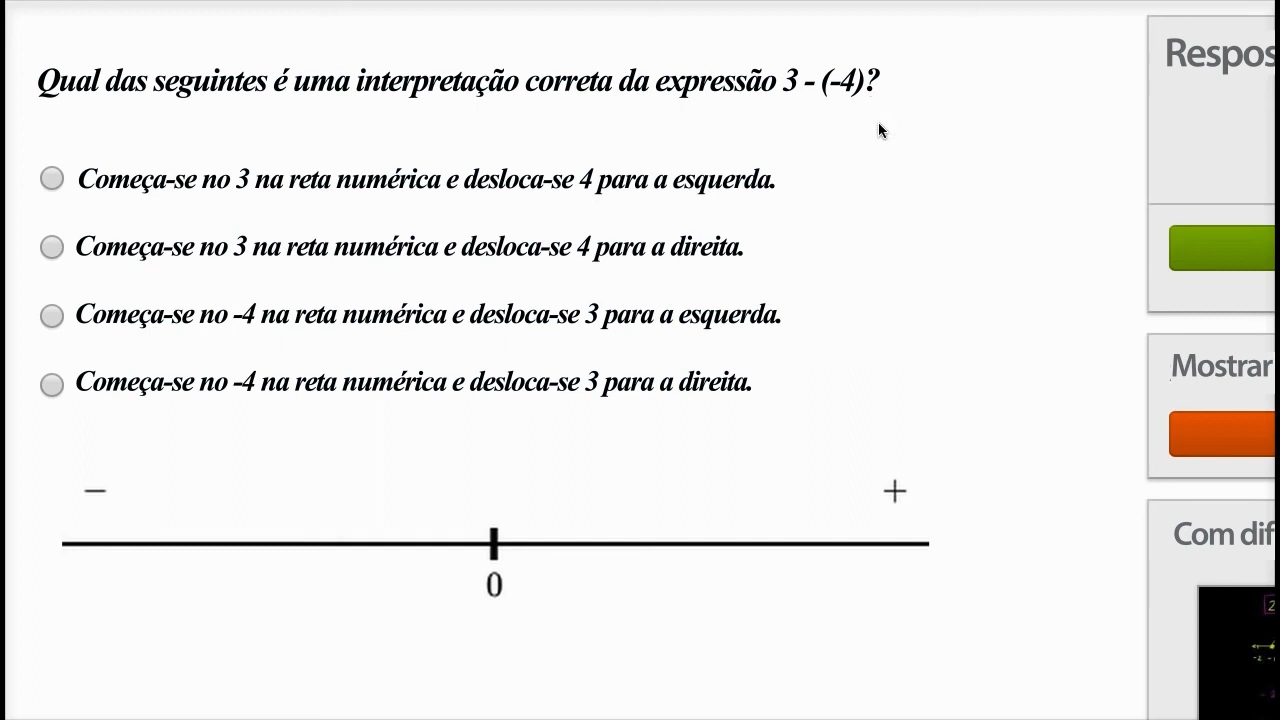 Qual das seguintes é uma interpretação correta da expressão 3 - (-4)?
Começa-se no 3 na reta numérica e desloca-se 4 para a esquerda.
Começa-se no 3 na reta numérica e desloca-se 4 para a direita.
Começa-se no -4 na reta numérica e desloca-se 3 para a esquerda.
Começa-se no -4 na reta numérica e desloca-se 3 para a direita.
− +
0
Respos
Mostrar
Com dif
2